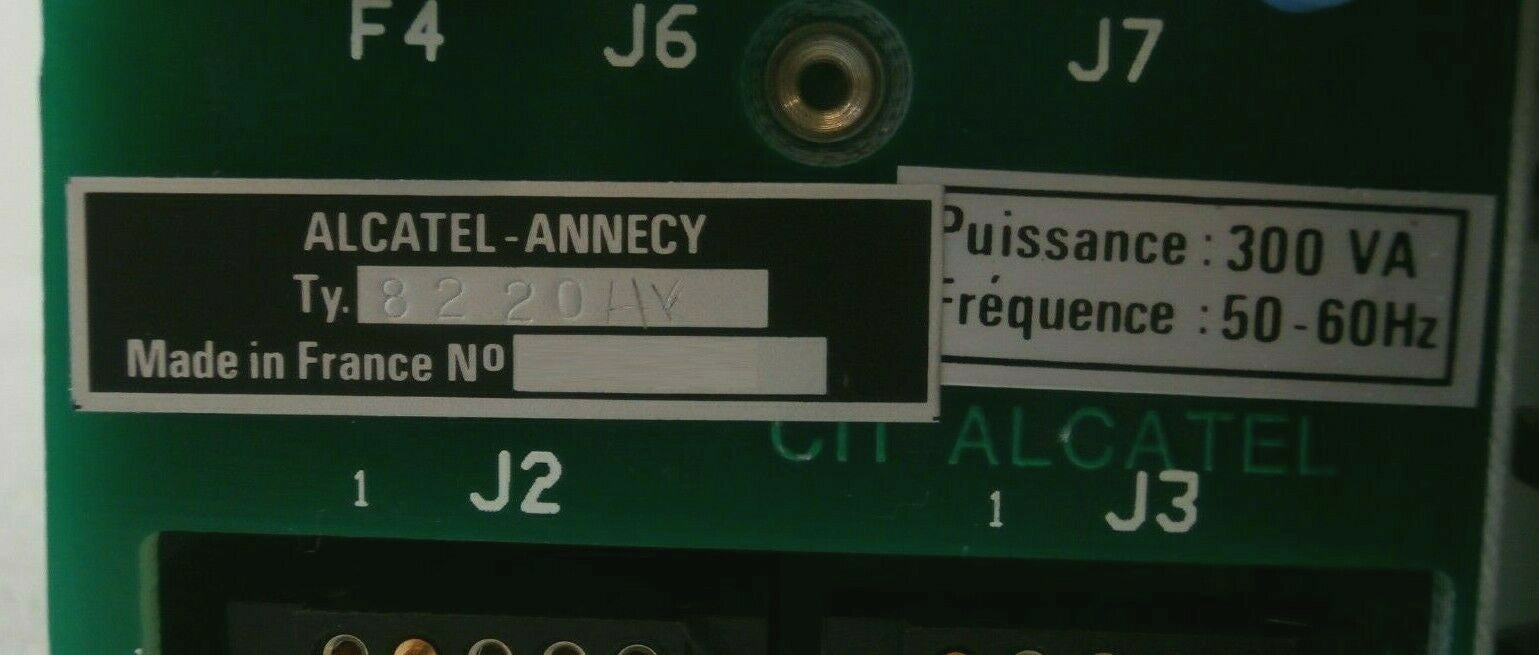 F4 J6 J7
ALCATEL-ANNECY
Ty. 8220HV
Made in France Nº
Puissance : 300 VA
Fréquence : 50-60Hz
CIT ALCATEL
1 J2
1 J3